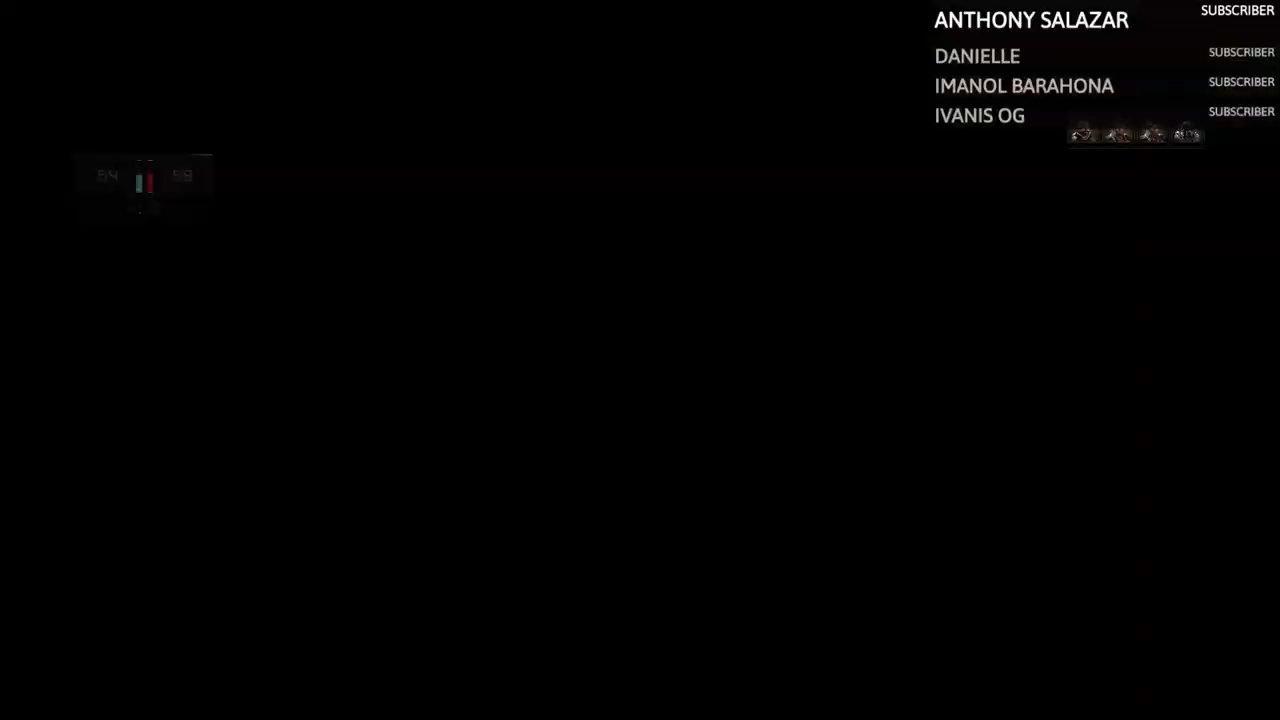 ANTHONY SALAZAR SUBSCRIBER
DANIELLE SUBSCRIBER
IMANOL BARAHONA SUBSCRIBER
IVANIS OG SUBSCRIBER